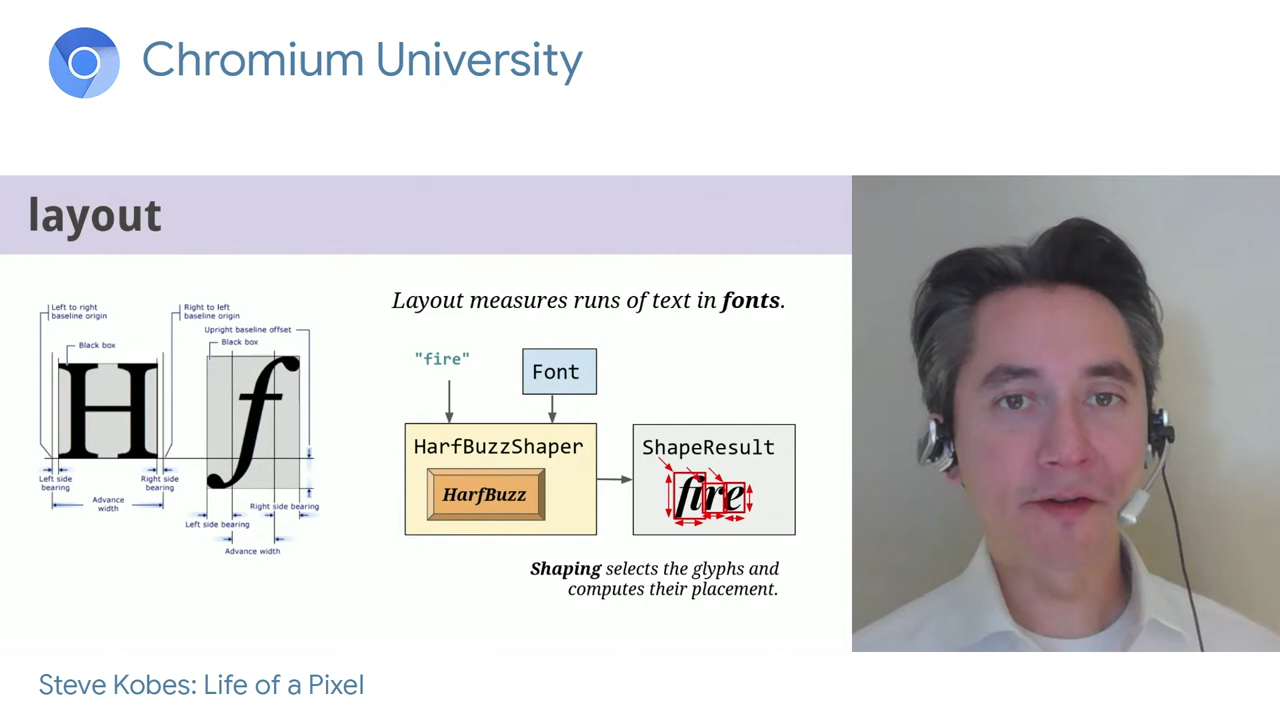 Chromium University
layout
Left to right
baseline origin
Right to left
baseline origin
Upright baseline offset
Black box
Black box
Left side
bearing
Right side
bearing
Advance
width
Right side bearing
Left side bearing
Advance width
Layout measures runs of text in fonts.
"fire"
Font
HarfBuzzShaper
HarfBuzz
ShapeResult
fire
Shaping selects the glyphs and
computes their placement.
H
f
Steve Kobes: Life of a Pixel